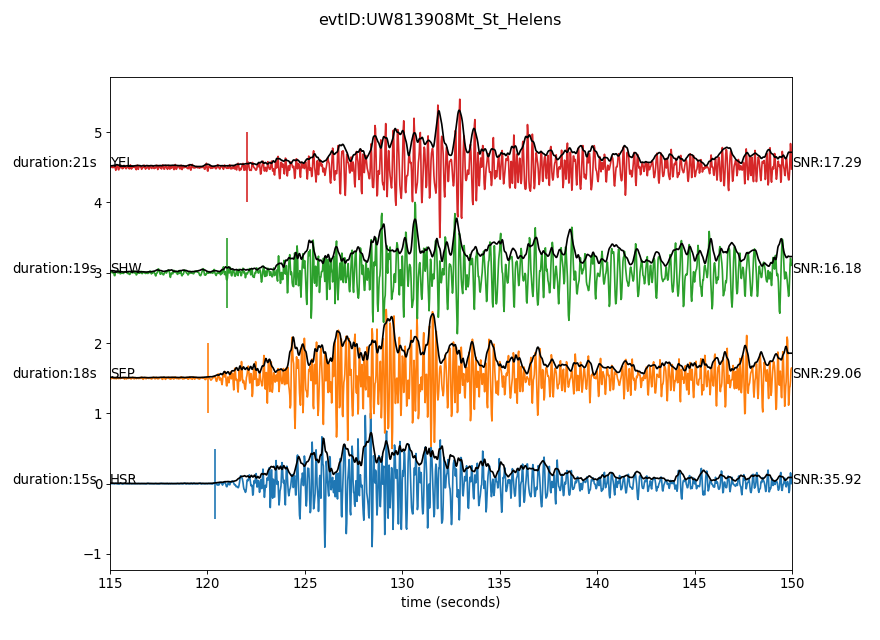 evtID:UW813908Mt_St_Helens
5
duration:21s YEL SNR:17.29
4
duration:19s SHW SNR:16.18
3
2
duration:18s SEP SNR:29.06
1
duration:15s HSR SNR:35.92
0
−1
115 120 125 130 135 140 145 150
time (seconds)